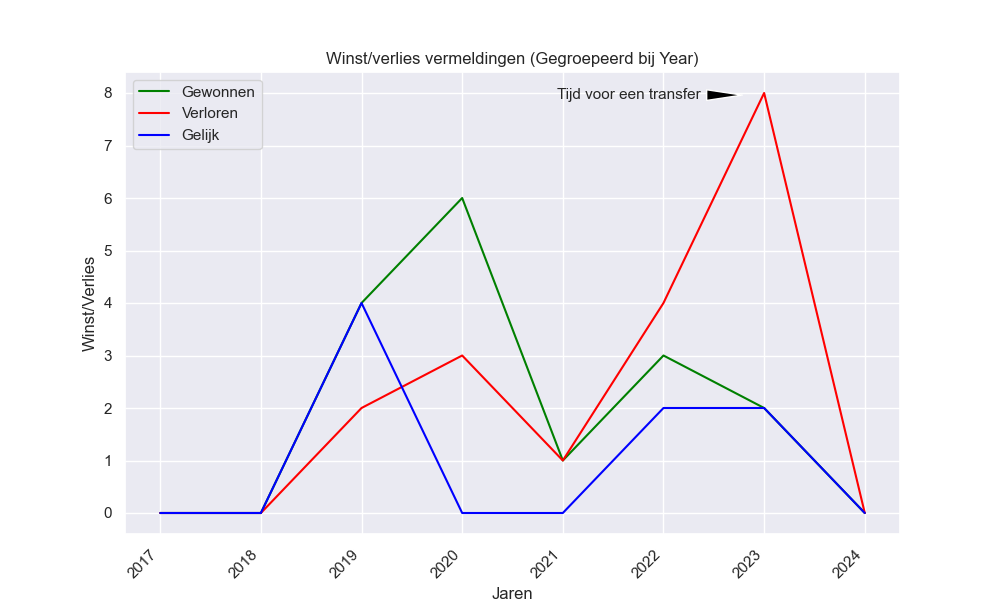 Winst/verlies vermeldingen (Gegroepeerd bij Year)
Gewonnen
Verloren
Gelijk
Tijd voor een transfer
8
7
6
5
4
3
2
1
0
Winst/Verlies
2017
2018
2019
2020
2021
2022
2023
2024
Jaren